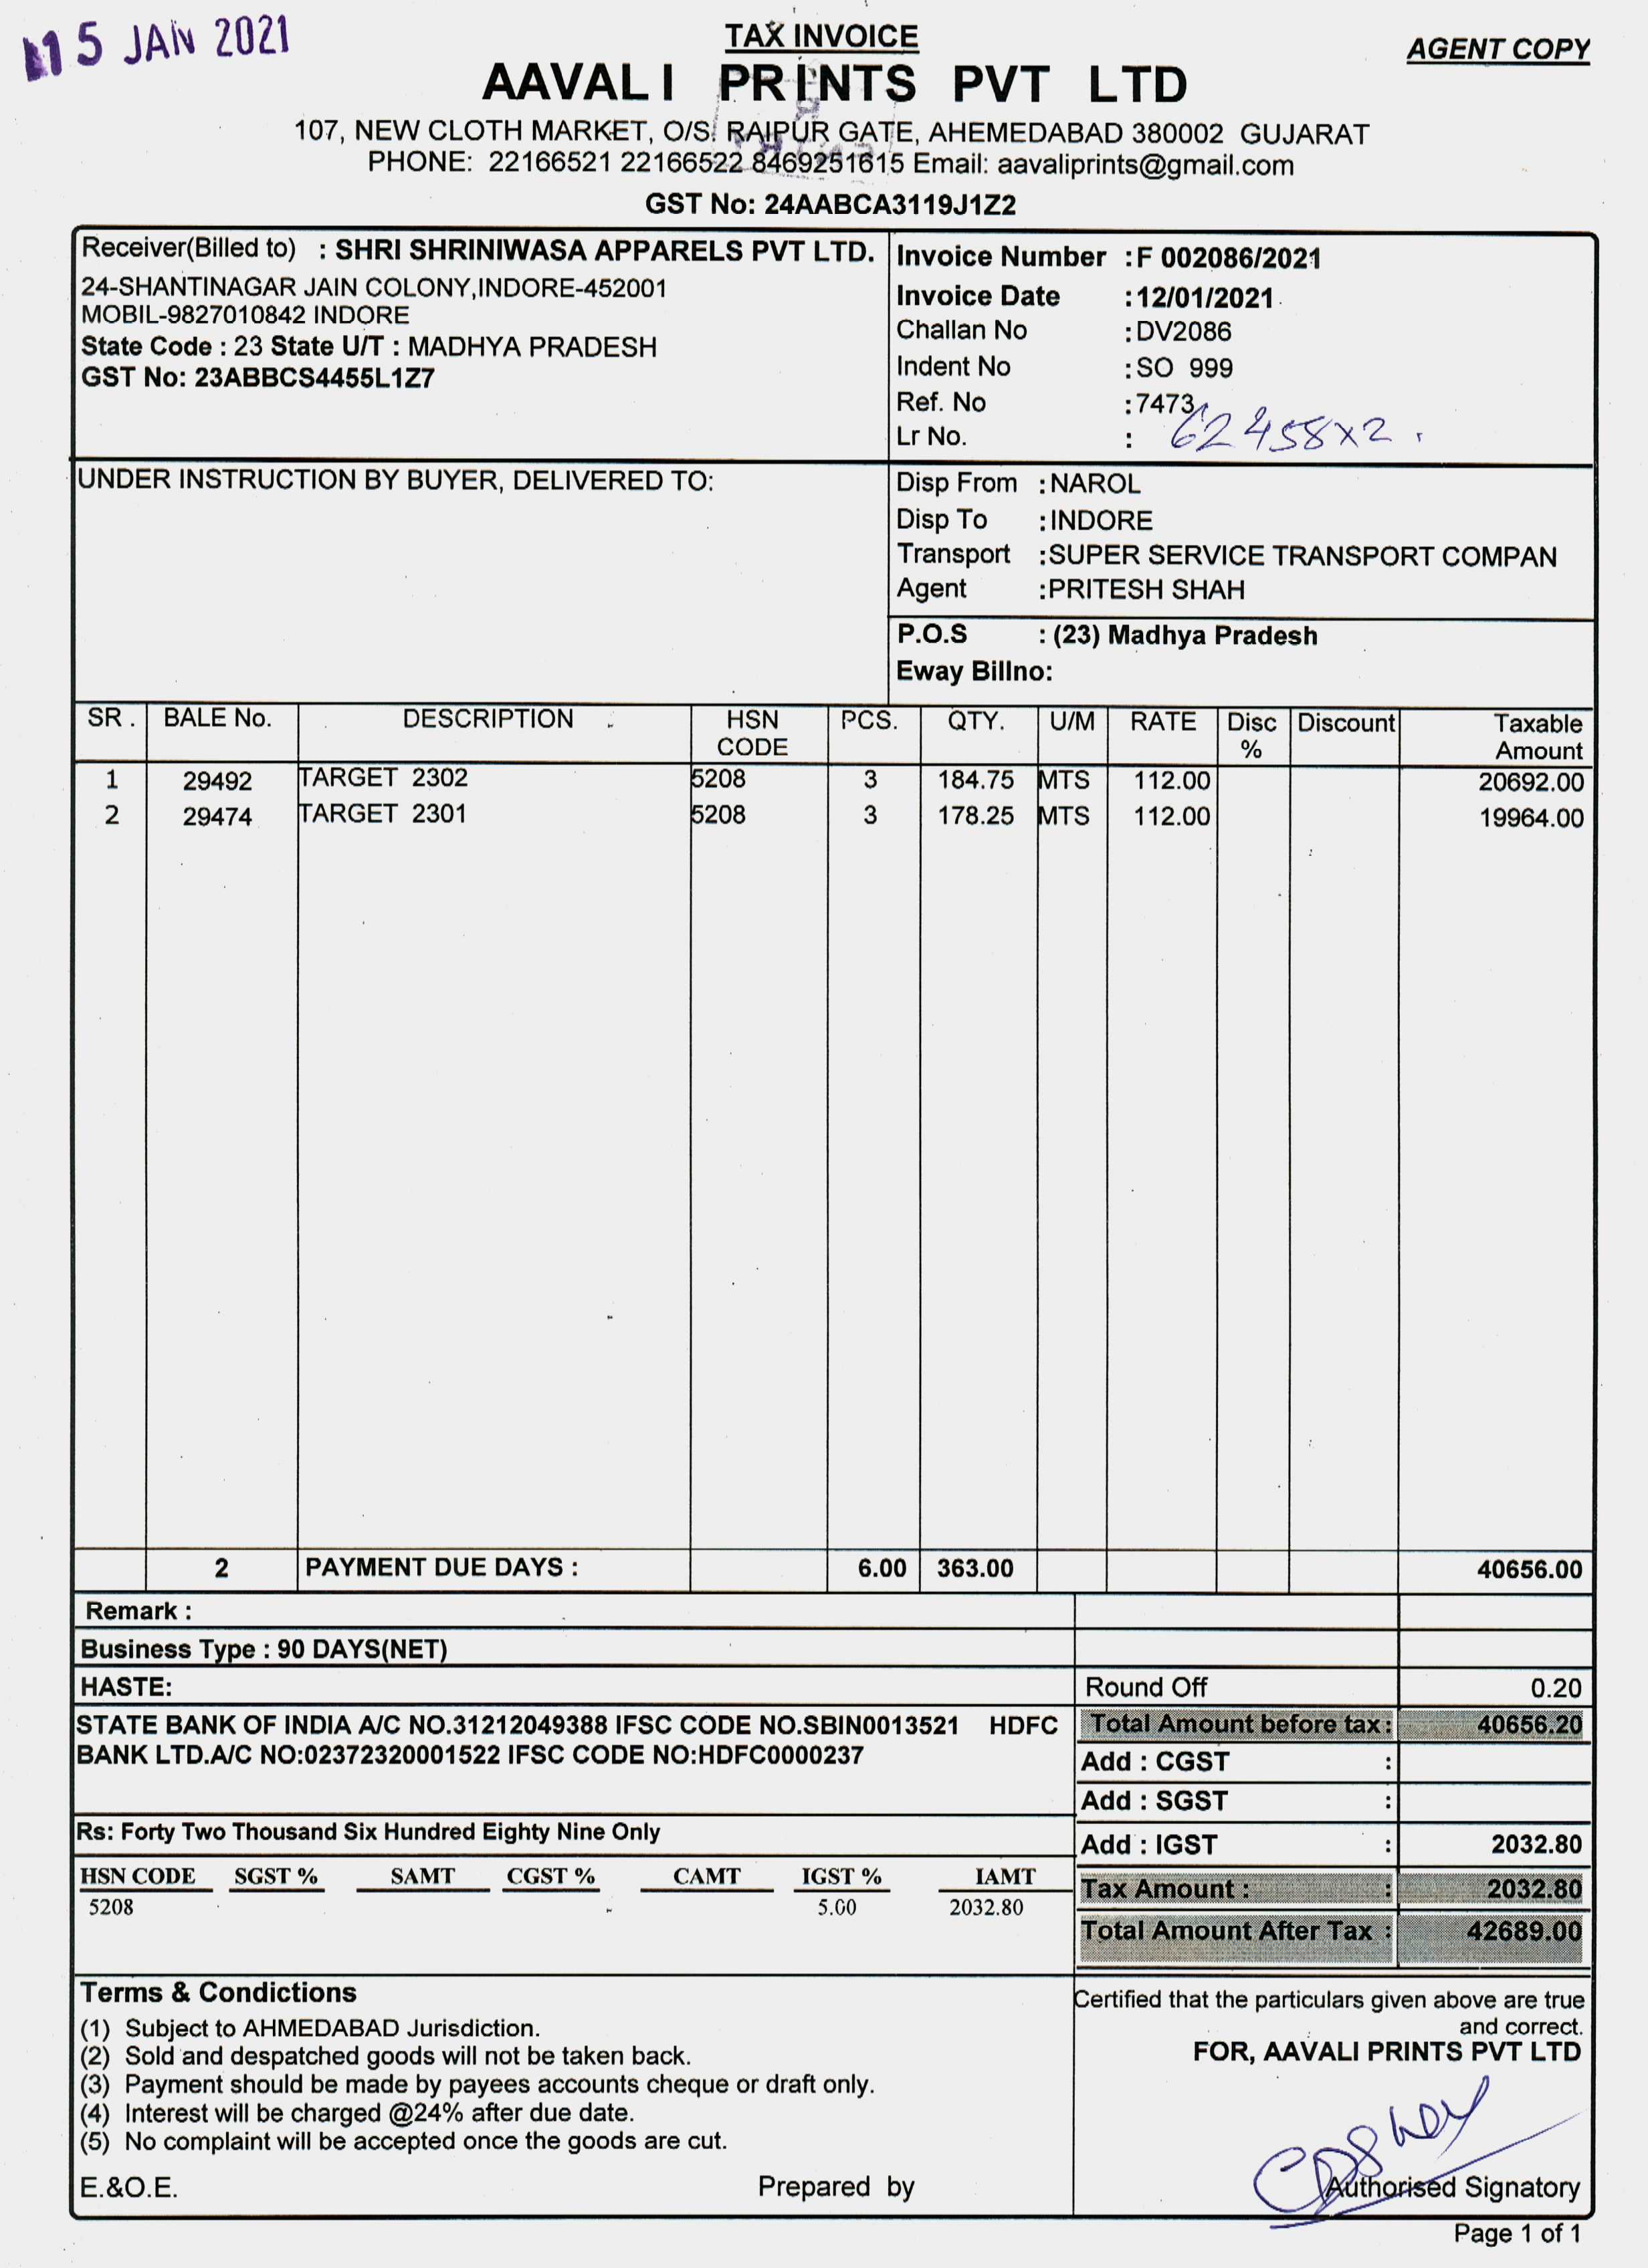 15 JAN 2021
TAX INVOICE
AGENT COPY
AAVALI PRINTS PVT LTD
107, NEW CLOTH MARKET, O/S. RAIPUR GATE, AHEMEDABAD 380002 GUJARAT
PHONE: 22166521 22166522 8469251615 Email: aavaliprints@gmail.com
GST No: 24AABCA3119J1Z2
Receiver(Billed to) : SHRI SHRINIWASA APPARELS PVT LTD.
24-SHANTINAGAR JAIN COLONY,INDORE-452001
MOBIL-9827010842 INDORE
State Code : 23 State U/T : MADHYA PRADESH
GST No: 23ABBCS4455L1Z7
Invoice Number : F 002086/2021
Invoice Date : 12/01/2021
Challan No : DV2086
Indent No : SO 999
Ref. No : 7473
Lr No. : 62458x2.
UNDER INSTRUCTION BY BUYER, DELIVERED TO:
Disp From : NAROL
Disp To : INDORE
Transport : SUPER SERVICE TRANSPORT COMPAN
Agent : PRITESH SHAH
P.O.S : (23) Madhya Pradesh
Eway Billno:
SR. BALE No. DESCRIPTION HSN CODE PCS. QTY. U/M RATE Disc % Discount Taxable Amount
1 29492 TARGET 2302 5208 3 184.75 MTS 112.00 20692.00
2 29474 TARGET 2301 5208 3 178.25 MTS 112.00 19964.00
2 PAYMENT DUE DAYS : 6.00 363.00 40656.00
Remark :
Business Type : 90 DAYS(NET)
HASTE:
Round Off 0.20
STATE BANK OF INDIA A/C NO.31212049388 IFSC CODE NO.SBIN0013521 HDFC
BANK LTD.A/C NO:02372320001522 IFSC CODE NO:HDFC0000237
Total Amount before tax : 40656.20
Add : CGST :
Add : SGST :
Rs: Forty Two Thousand Six Hundred Eighty Nine Only
Add : IGST : 2032.80
HSN CODE SGST % SAMT CGST % CAMT IGST % IAMT
5208 5.00 2032.80
Tax Amount : : 2032.80
Total Amount After Tax : 42689.00
Terms & Condictions
(1) Subject to AHMEDABAD Jurisdiction.
(2) Sold and despatched goods will not be taken back.
(3) Payment should be made by payees accounts cheque or draft only.
(4) Interest will be charged @24% after due date.
(5) No complaint will be accepted once the goods are cut.
E.&O.E.
Prepared by
Certified that the particulars given above are true
and correct.
FOR, AAVALI PRINTS PVT LTD
Authorised Signatory
Page 1 of 1